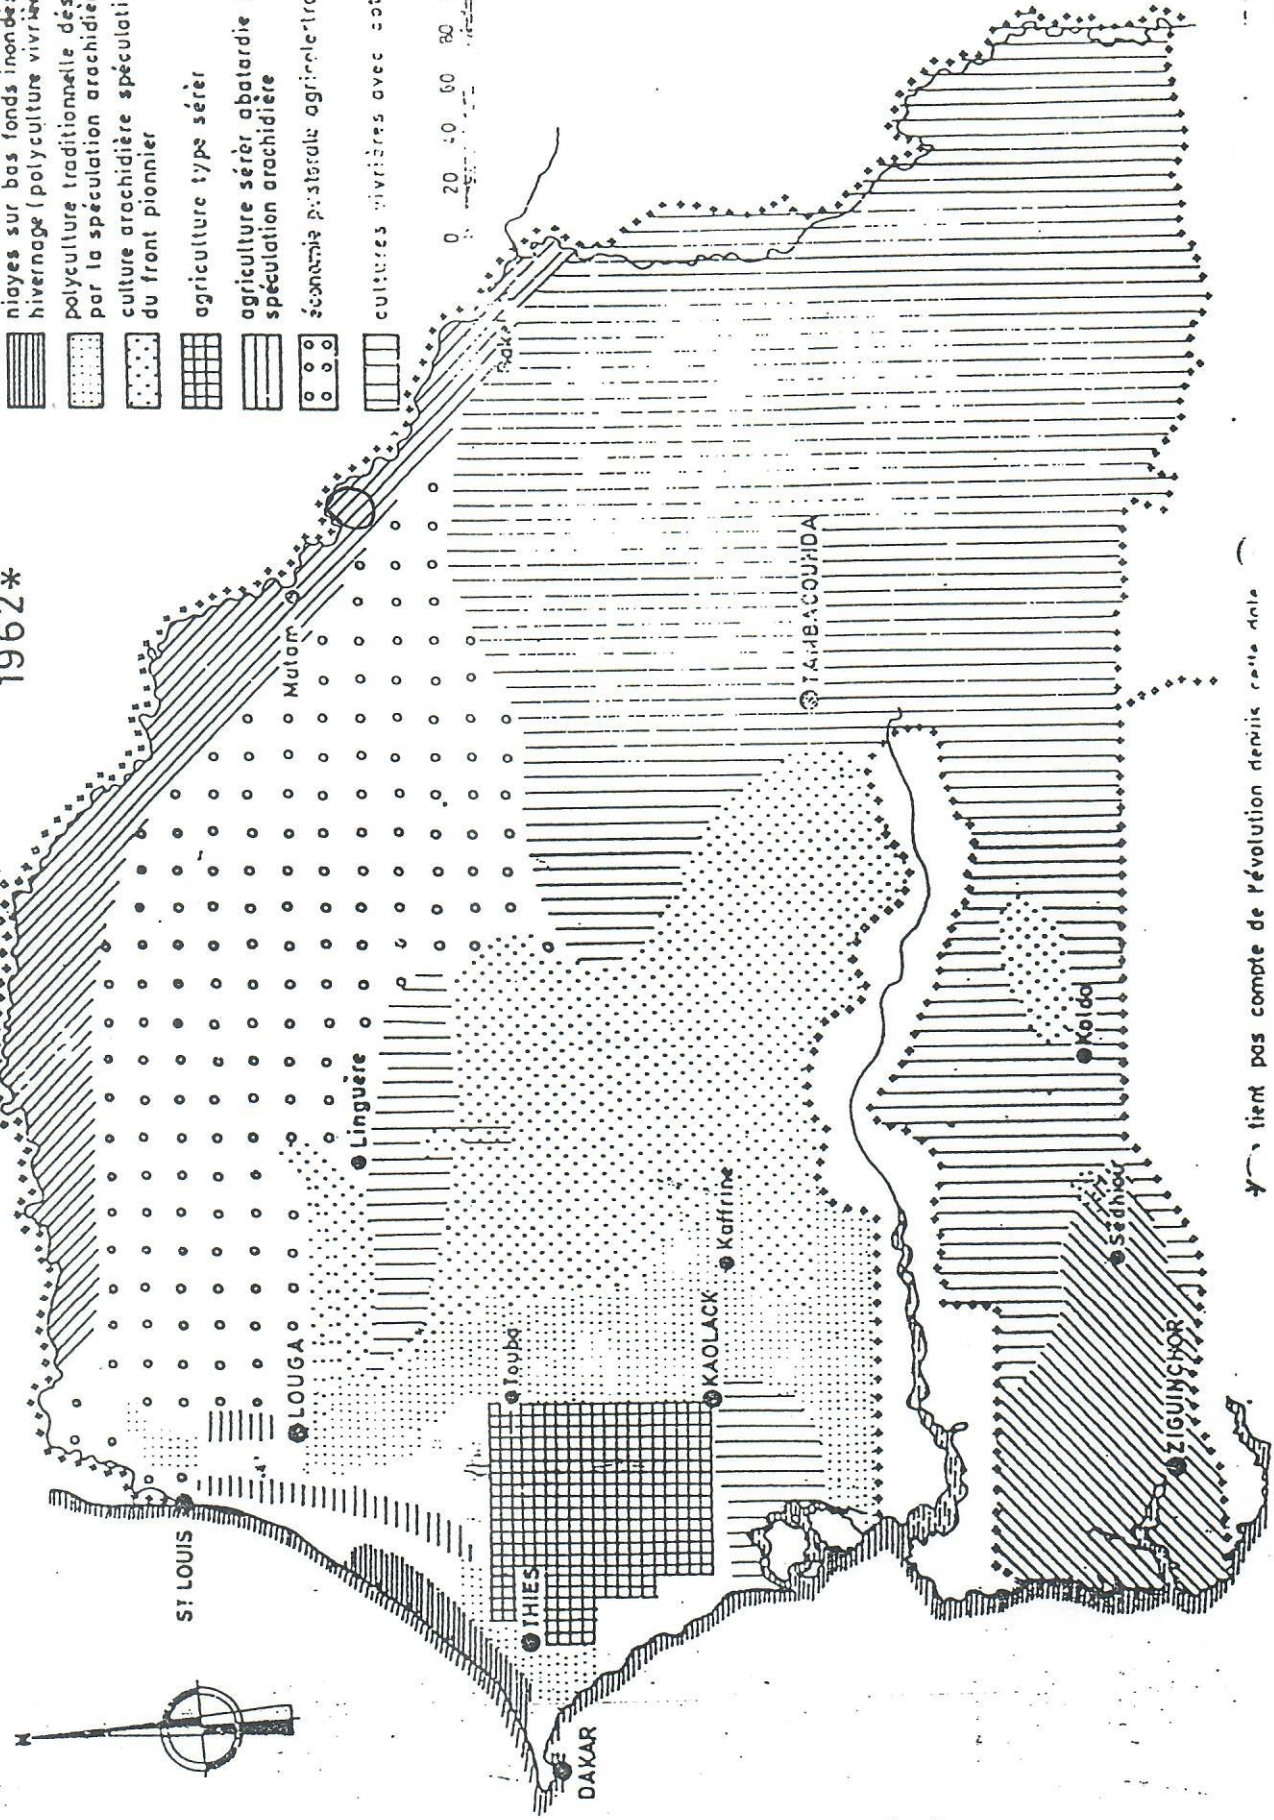 1962*
niayes sur bas fonds inondés
hivernage (polyculture vivriè
polyculture traditionnelle dés
par la spéculation arachidiè
culture arachidière spéculati
du front pionnier
agriculture type sérèr
agriculture sérèr abatardie
spéculation arachidière
économie pastorale
cultures vivrières avec
0 20 40 60 80
N
ST LOUIS
Matam
LOUGA
Linguère
Touba
THIES
DAKAR
KAOLACK
Kaffrine
TAMBACOUNDA
Kolda
Sédhiou
ZIGUINCHOR
tient pas compte de l'évolution depuis cette date